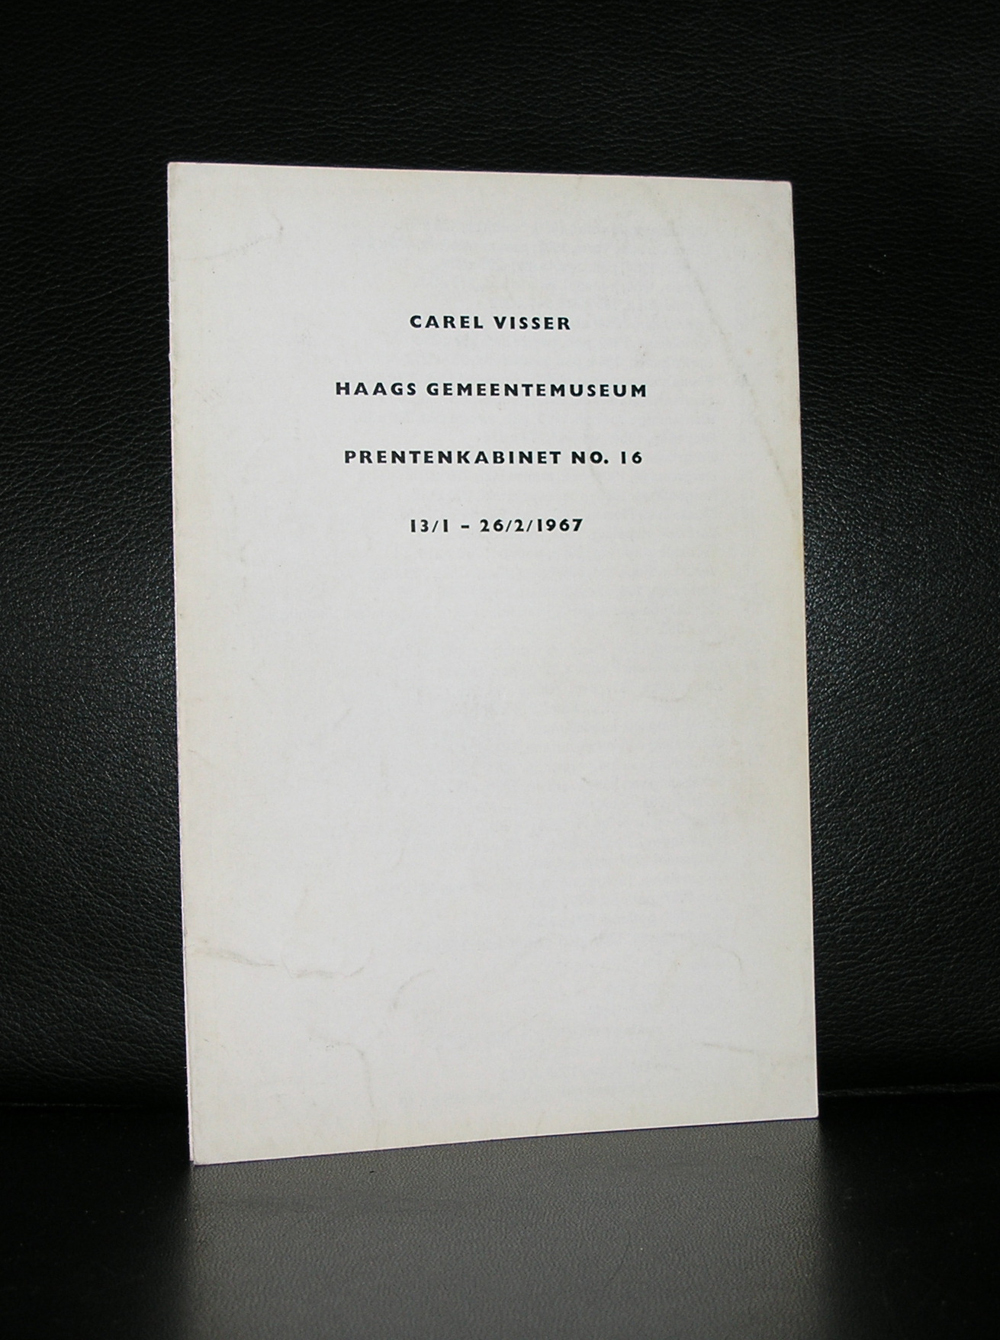 CAREL VISSER
HAAGS GEMEENTEMUSEUM
PRENTENKABINET NO. 16
13/1 – 26/2/1967